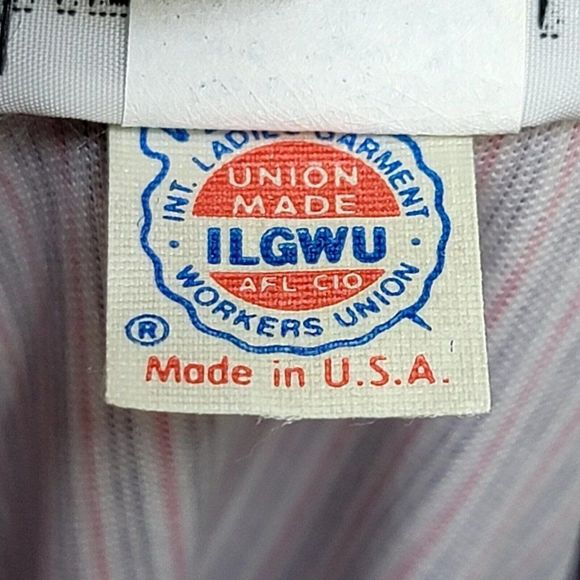 INT. LADIES GARMENT
UNION
MADE
ILGWU
AFL CIO
· WORKERS UNION ·
®
Made in U.S.A.